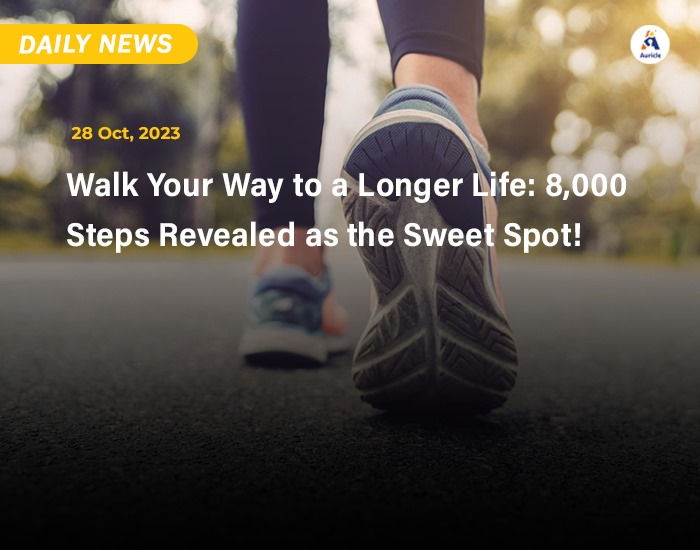 DAILY NEWS
Auricle
28 Oct, 2023
Walk Your Way to a Longer Life: 8,000
Steps Revealed as the Sweet Spot!